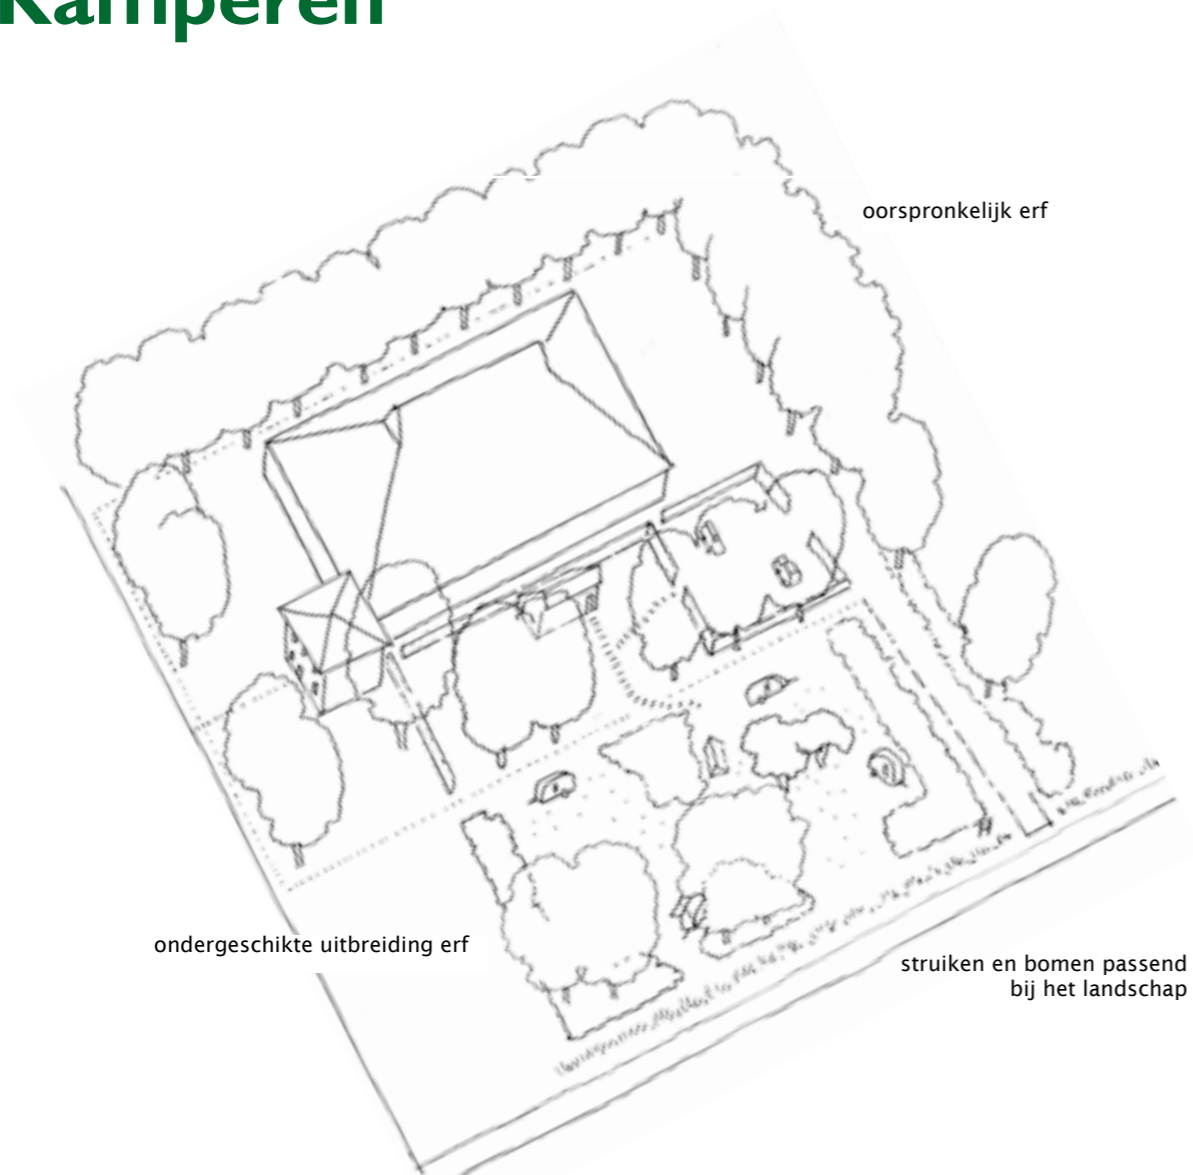 Kamperen
oorspronkelijk erf
ondergeschikte uitbreiding erf
struiken en bomen passend
bij het landschap